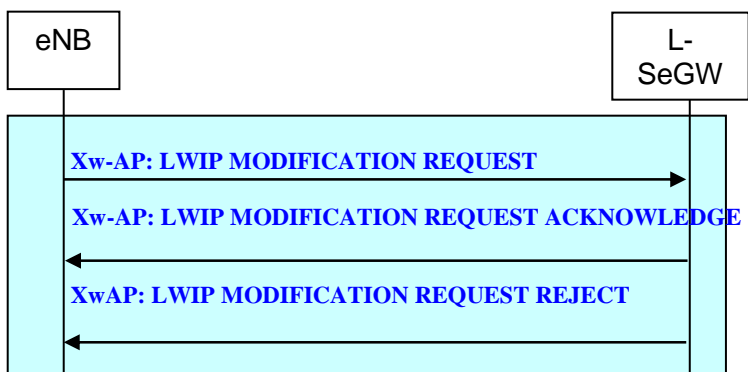 eNB
L-
SeGW
Xw-AP: LWIP MODIFICATION REQUEST
Xw-AP: LWIP MODIFICATION REQUEST ACKNOWLEDGE
XwAP: LWIP MODIFICATION REQUEST REJECT